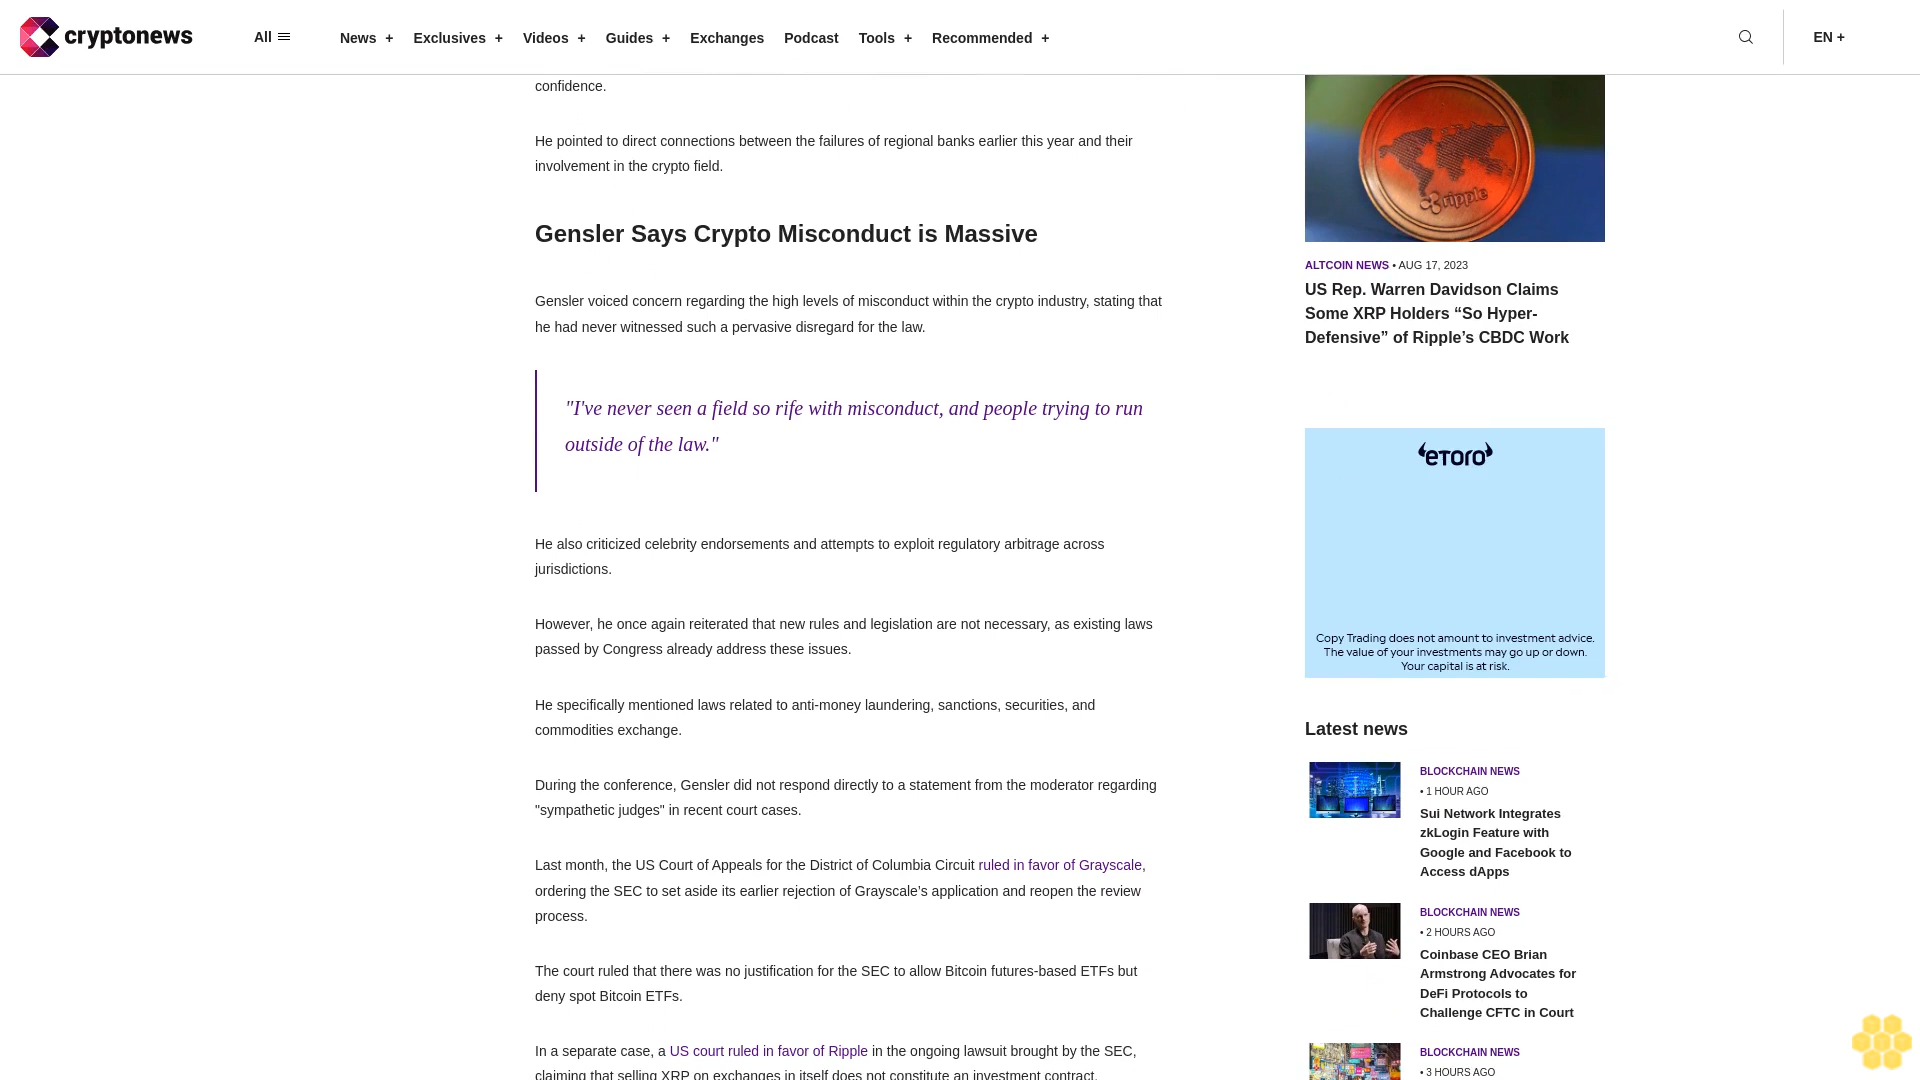 cryptonews
All
News +
Exclusives +
Videos +
Guides +
Exchanges
Podcast
Tools +
Recommended +
EN +
confidence.
He pointed to direct connections between the failures of regional banks earlier this year and their
involvement in the crypto field.
Gensler Says Crypto Misconduct is Massive
Gensler voiced concern regarding the high levels of misconduct within the crypto industry, stating that
he had never witnessed such a pervasive disregard for the law.
"I've never seen a field so rife with misconduct, and people trying to run
outside of the law."
He also criticized celebrity endorsements and attempts to exploit regulatory arbitrage across
jurisdictions.
However, he once again reiterated that new rules and legislation are not necessary, as existing laws
passed by Congress already address these issues.
He specifically mentioned laws related to anti-money laundering, sanctions, securities, and
commodities exchange.
During the conference, Gensler did not respond directly to a statement from the moderator regarding
"sympathetic judges" in recent court cases.
Last month, the US Court of Appeals for the District of Columbia Circuit ruled in favor of Grayscale,
ordering the SEC to set aside its earlier rejection of Grayscale’s application and reopen the review
process.
The court ruled that there was no justification for the SEC to allow Bitcoin futures-based ETFs but
deny spot Bitcoin ETFs.
In a separate case, a US court ruled in favor of Ripple in the ongoing lawsuit brought by the SEC,
claiming that selling XRP on exchanges in itself does not constitute an investment contract.
ripple
ALTCOIN NEWS • AUG 17, 2023
US Rep. Warren Davidson Claims
Some XRP Holders “So Hyper-
Defensive” of Ripple’s CBDC Work
eTORO
Copy Trading does not amount to investment advice.
The value of your investments may go up or down.
Your capital is at risk.
Latest news
BLOCKCHAIN NEWS
• 1 HOUR AGO
Sui Network Integrates
zkLogin Feature with
Google and Facebook to
Access dApps
BLOCKCHAIN NEWS
• 2 HOURS AGO
Coinbase CEO Brian
Armstrong Advocates for
DeFi Protocols to
Challenge CFTC in Court
BLOCKCHAIN NEWS
• 3 HOURS AGO